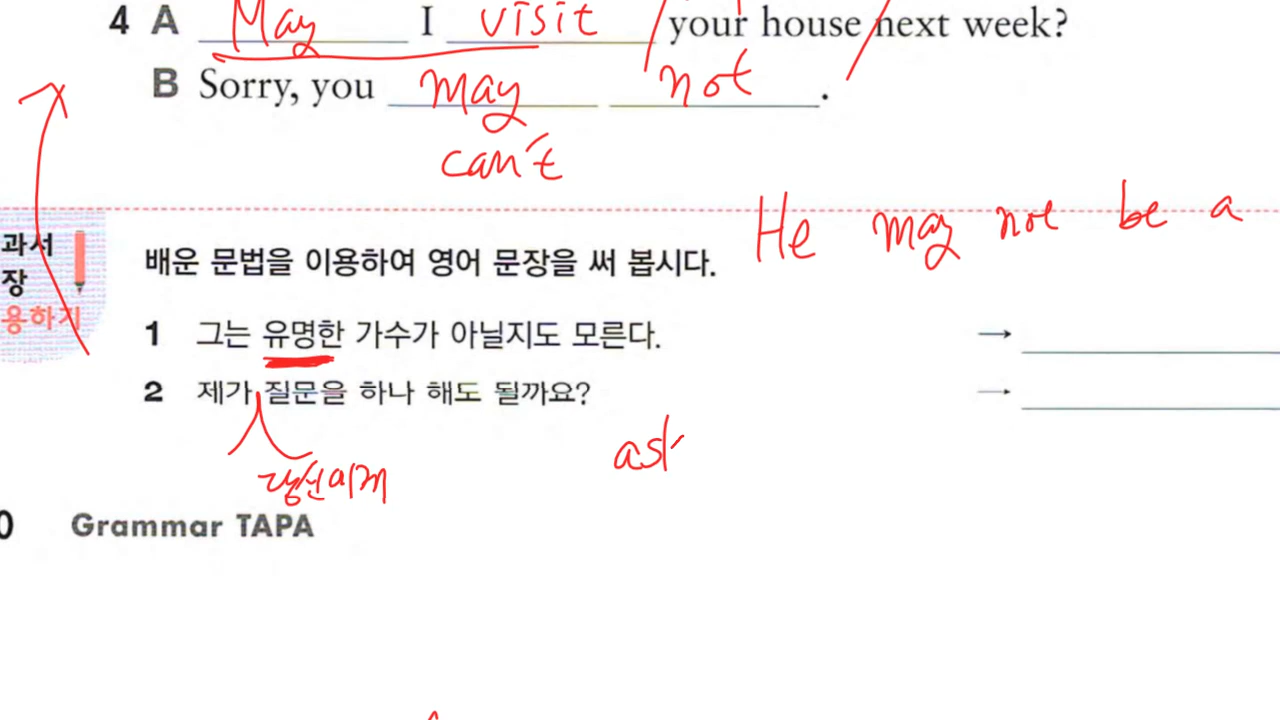 4 A May I visit / your house / next week?
B Sorry, you may not.
can't
He may not be a
과서
장
용하기
배운 문법을 이용하여 영어 문장을 써 봅시다.
1 그는 유명한 가수가 아닐지도 모른다. →
2 제가 질문을 하나 해도 될까요? →
당신에게
ask
0 Grammar TAPA